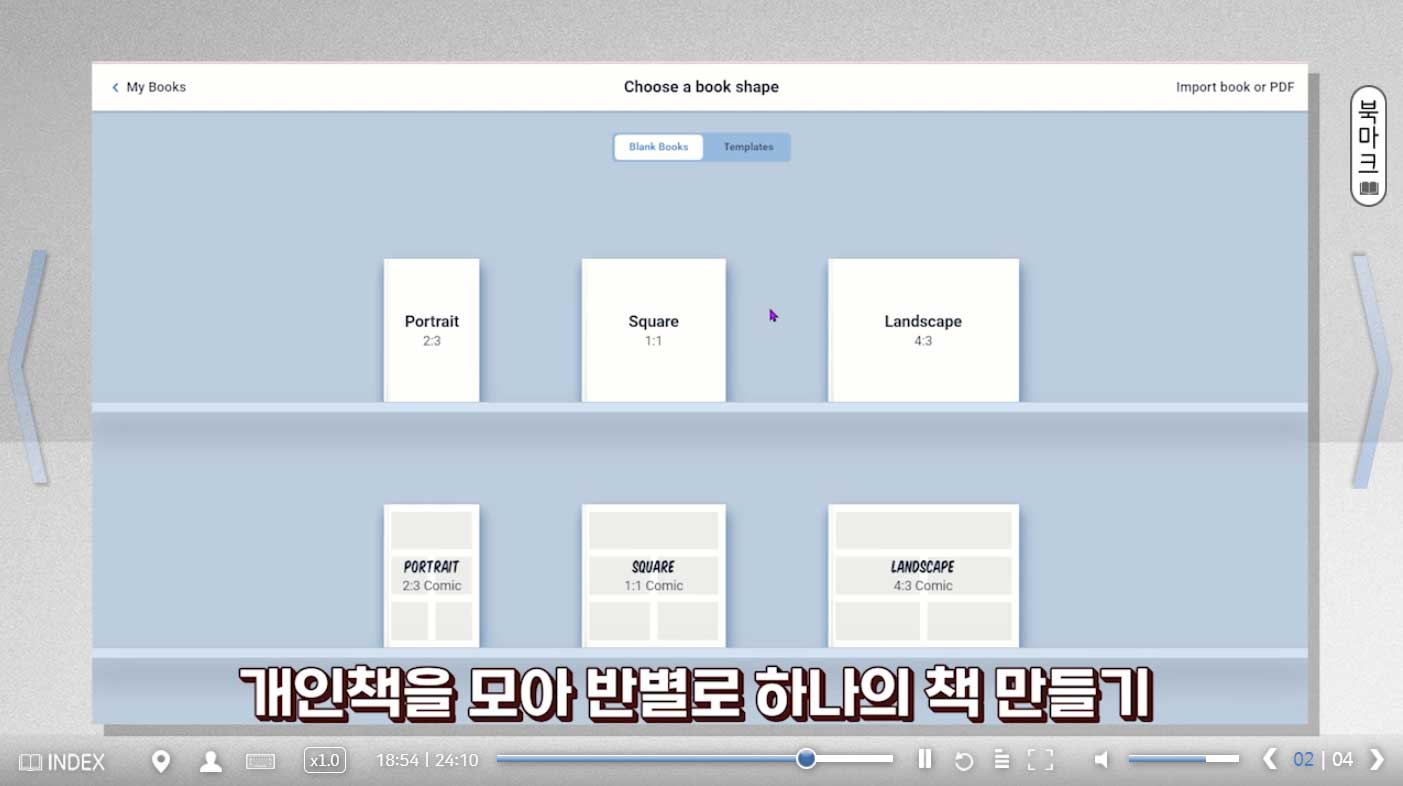 My Books
Choose a book shape
Import book or PDF
북마크
Blank Books
Templates
Portrait
2:3
Square
1:1
Landscape
4:3
PORTRAIT
2:3 Comic
SQUARE
1:1 Comic
LANDSCAPE
4:3 Comic
개인책을 모아 반별로 하나의 책 만들기
INDEX
x1.0
18:54 | 24:10
02 | 04